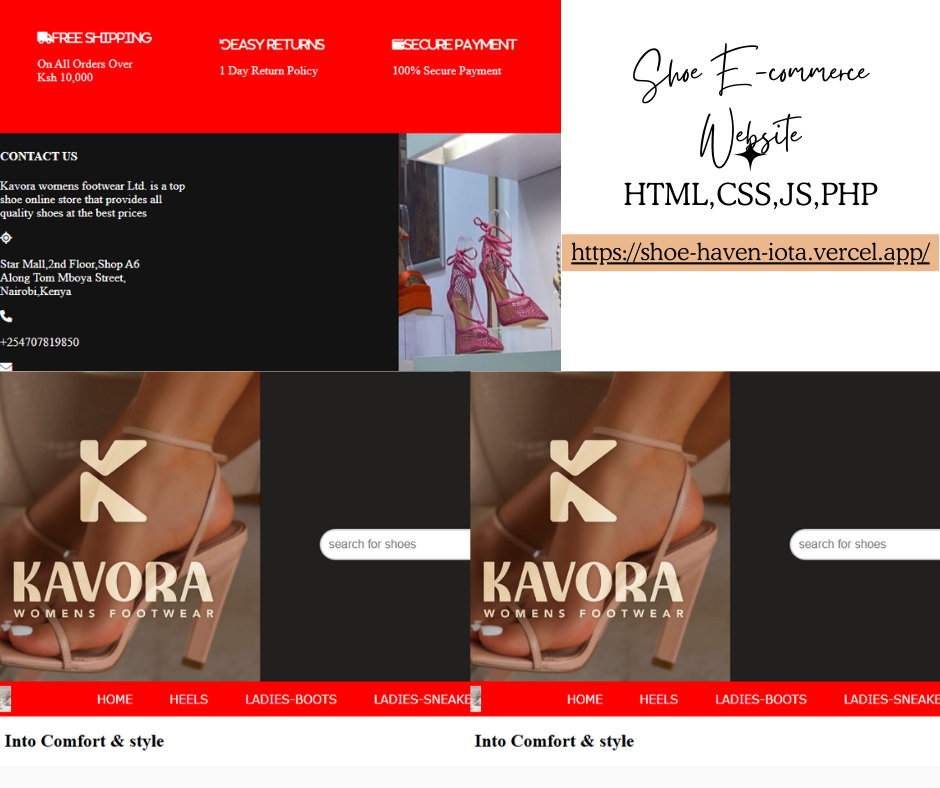 FREE SHIPPING
On All Orders Over
Ksh 10,000
EASY RETURNS
1 Day Return Policy
SECURE PAYMENT
100% Secure Payment
Shoe E-commerce
Website
HTML,CSS,JS,PHP
https://shoe-haven-iota.vercel.app/
CONTACT US
Kavora womens footwear Ltd. is a top
shoe online store that provides all
quality shoes at the best prices
Star Mall,2nd Floor,Shop A6
Along Tom Mboya Street,
Nairobi,Kenya
+254707819850
K
KAVORA
WOMENS FOOTWEAR
search for shoes
HOME HEELS LADIES-BOOTS LADIES-SNEAKE
Into Comfort & style
K
KAVORA
WOMENS FOOTWEAR
search for shoes
HOME HEELS LADIES-BOOTS LADIES-SNEAKE
Into Comfort & style